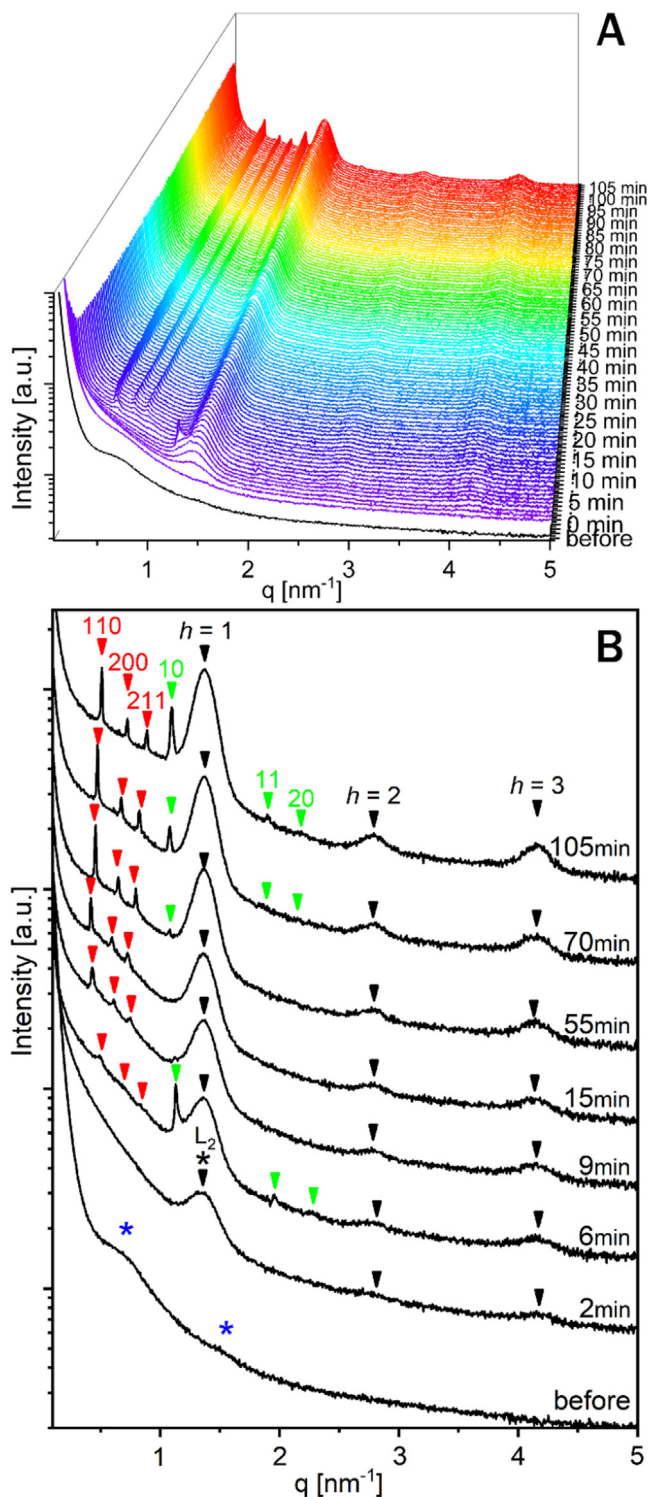 A
105 min
100 min
95 min
90 min
85 min
80 min
75 min
70 min
65 min
60 min
55 min
50 min
45 min
40 min
35 min
30 min
25 min
20 min
15 min
10 min
5 min
0 min
before
Intensity [a.u.]
1 2 3 4 5
q [nm⁻¹]
B
110 h = 1
200 10
211
11
20 h = 2 h = 3
105min
70min
55min
15min
9min
L₂
*
6min
2min
*
*
before
Intensity [a.u.]
1 2 3 4 5
q [nm⁻¹]